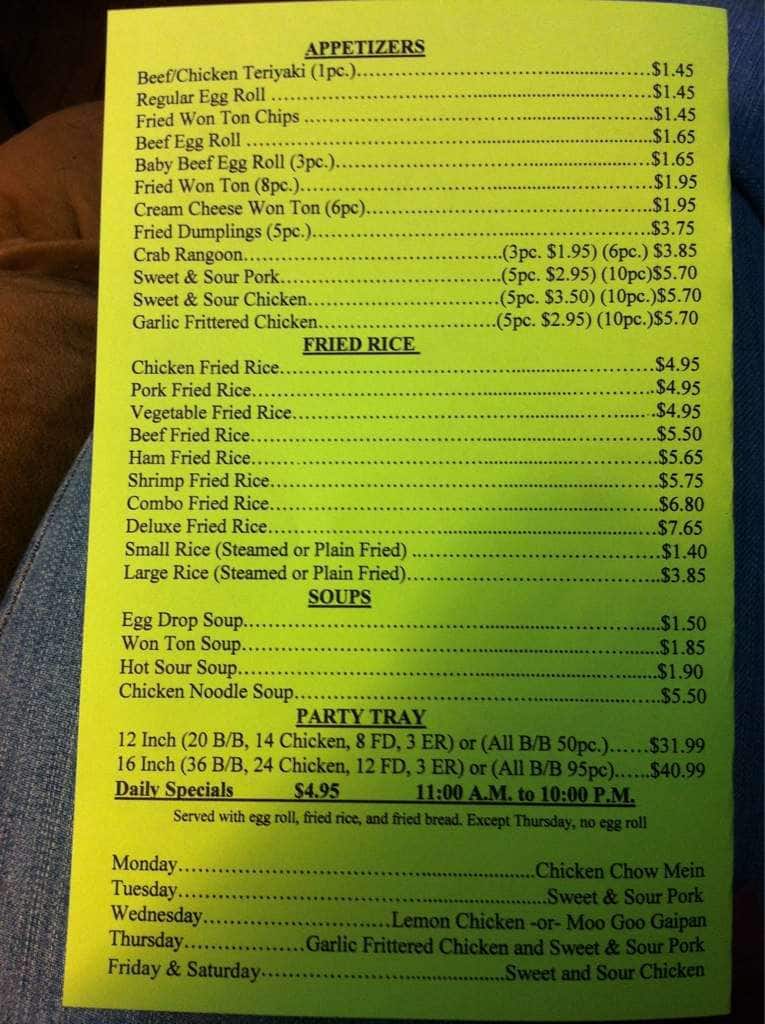 APPETIZERS
Beef/Chicken Teriyaki (1pc.)........................................$1.45
Regular Egg Roll ........................................$1.45
Fried Won Ton Chips ........................................$1.45
Beef Egg Roll ........................................$1.65
Baby Beef Egg Roll (3pc.)........................................$1.65
Fried Won Ton (8pc.)........................................$1.95
Cream Cheese Won Ton (6pc)........................................$1.95
Fried Dumplings (5pc.)........................................$3.75
Crab Rangoon..............................(3pc. $1.95) (6pc.) $3.85
Sweet & Sour Pork..............................(5pc. $2.95) (10pc)$5.70
Sweet & Sour Chicken..............................(5pc. $3.50) (10pc.)$5.70
Garlic Frittered Chicken..............................(5pc. $2.95) (10pc.)$5.70
FRIED RICE
Chicken Fried Rice........................................$4.95
Pork Fried Rice........................................$4.95
Vegetable Fried Rice........................................$4.95
Beef Fried Rice........................................$5.50
Ham Fried Rice........................................$5.65
Shrimp Fried Rice........................................$5.75
Combo Fried Rice........................................$6.80
Deluxe Fried Rice........................................$7.65
Small Rice (Steamed or Plain Fried) ..............................$1.40
Large Rice (Steamed or Plain Fried)..............................$3.85
SOUPS
Egg Drop Soup........................................$1.50
Won Ton Soup........................................$1.85
Hot Sour Soup........................................$1.90
Chicken Noodle Soup........................................$5.50
PARTY TRAY
12 Inch (20 B/B, 14 Chicken, 8 FD, 3 ER) or (All B/B 50pc.)......$31.99
16 Inch (36 B/B, 24 Chicken, 12 FD, 3 ER) or (All B/B 95pc)......$40.99
Daily Specials $4.95 11:00 A.M. to 10:00 P.M.
Served with egg roll, fried rice, and fried bread. Except Thursday, no egg roll
Monday........................................Chicken Chow Mein
Tuesday........................................Sweet & Sour Pork
Wednesday....................Lemon Chicken -or- Moo Goo Gaipan
Thursday...............Garlic Frittered Chicken and Sweet & Sour Pork
Friday & Saturday..............................Sweet and Sour Chicken